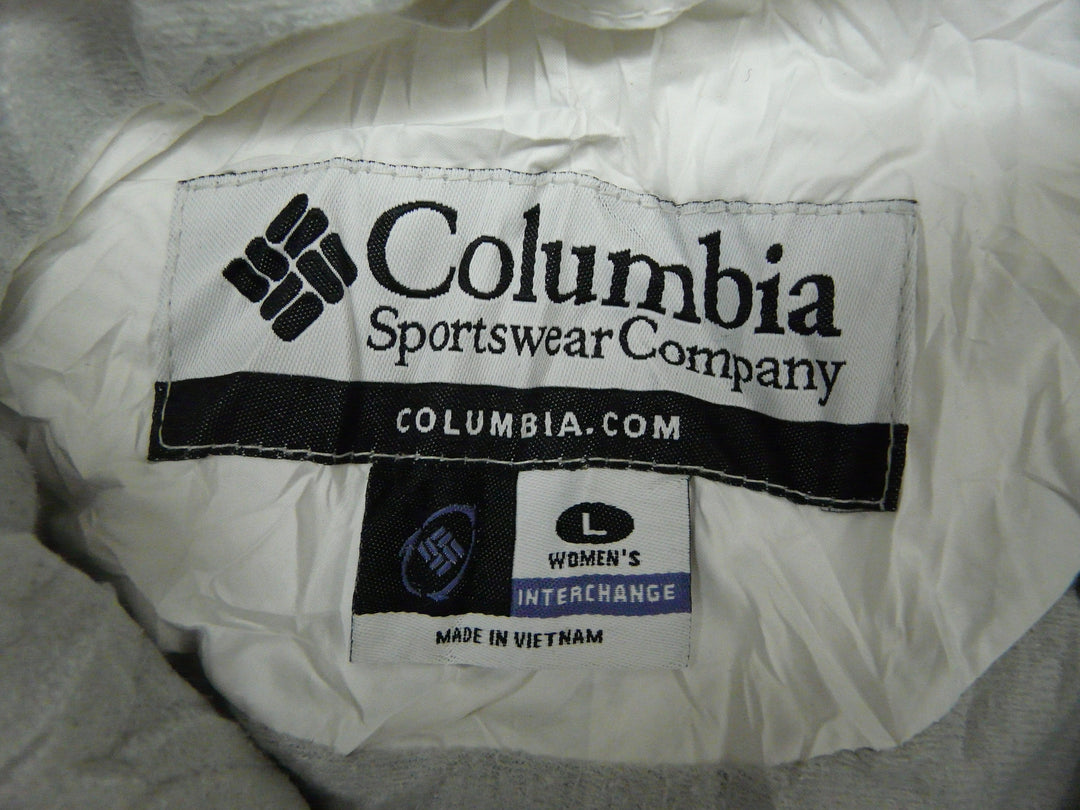 Columbia
Sportswear Company
COLUMBIA.COM
L
WOMEN'S
INTERCHANGE
MADE IN VIETNAM